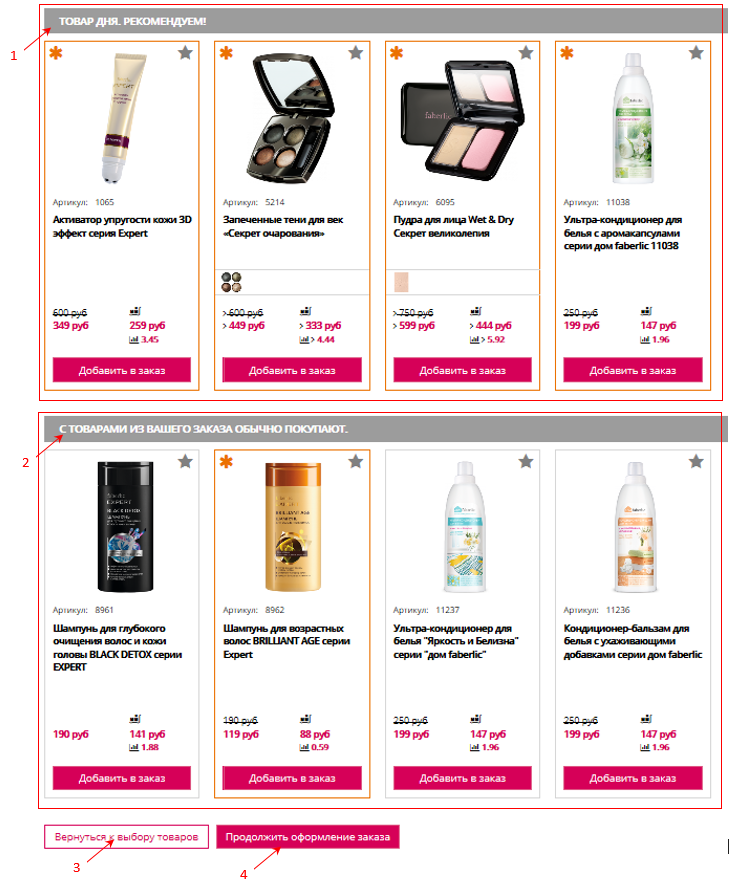 ТОВАР ДНЯ. РЕКОМЕНДУЕМ!
1
faberlic
Артикул: 1065
Активатор упругости кожи 3D
эффект серия Expert
600 руб
349 руб 259 руб
3.45
Добавить в заказ
Артикул: 5214
Запеченные тени для век
«Секрет очарования»
> 600 руб
> 449 руб > 333 руб
> 4.44
Добавить в заказ
Артикул: 6095
Пудра для лица Wet & Dry
Секрет великолепия
> 750 руб
> 599 руб > 444 руб
> 5.92
Добавить в заказ
Артикул: 11038
Ультра-кондиционер для
белья с аромакапсулами
серии дом faberlic 11038
250 руб
199 руб 147 руб
1.96
Добавить в заказ
С ТОВАРАМИ ИЗ ВАШЕГО ЗАКАЗА ОБЫЧНО ПОКУПАЮТ.
2
EXPERT
BLACK DETOX
ШАМПУНЬ
Артикул: 8961
Шампунь для глубокого
очищения волос и кожи
головы BLACK DETOX серии
EXPERT
190 руб 141 руб
1.88
Добавить в заказ
BRILLIANT AGE
ШАМПУНЬ
Артикул: 8962
Шампунь для возрастных
волос BRILLIANT AGE серии
Expert
190 руб
119 руб 88 руб
0.59
Добавить в заказ
Артикул: 11237
Ультра-кондиционер для
белья "Яркость и Белизна"
серии "дом faberlic"
250 руб
199 руб 147 руб
1.96
Добавить в заказ
Артикул: 11236
Кондиционер-бальзам для
белья с ухаживающими
добавками серии дом faberlic
250 руб
199 руб 147 руб
1.96
Добавить в заказ
Вернуться к выбору товаров
Продолжить оформление заказа
3
4